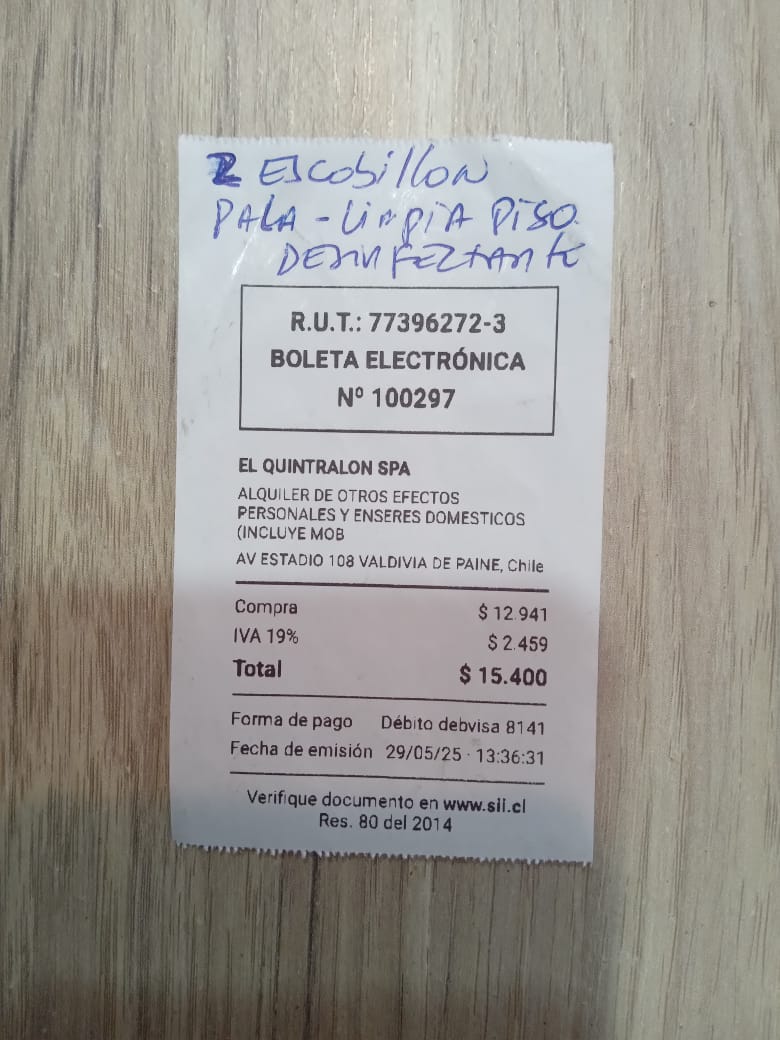 2 Escobillon
PALA - Limpia Piso
DESINFECTANTE
R.U.T.: 77396272-3
BOLETA ELECTRÓNICA
Nº 100297
EL QUINTRALON SPA
ALQUILER DE OTROS EFECTOS
PERSONALES Y ENSERES DOMESTICOS
(INCLUYE MOB
AV ESTADIO 108 VALDIVIA DE PAINE, Chile
Compra $ 12.941
IVA 19% $ 2.459
Total $ 15.400
Forma de pago Débito debvisa 8141
Fecha de emisión 29/05/25 - 13:36:31
Verifique documento en www.sii.cl
Res. 80 del 2014